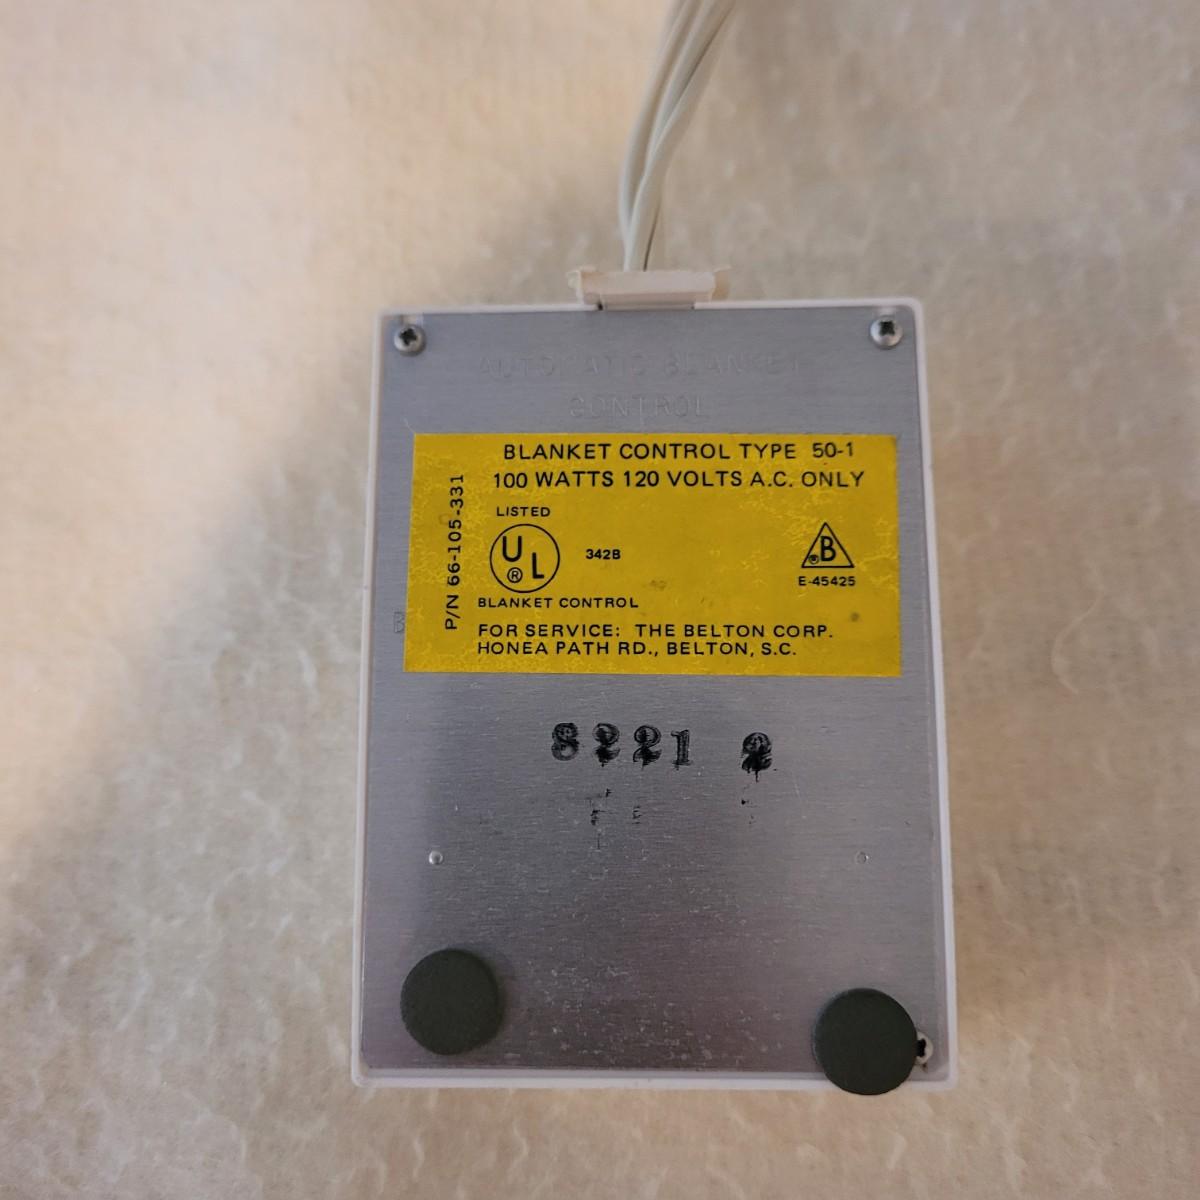 AUTOMATIC BLANKET
CONTROL
BLANKET CONTROL TYPE 50-1
100 WATTS 120 VOLTS A.C. ONLY
P/N 66-105-331
LISTED
UL
®
342B
B
®
E-45425
BLANKET CONTROL
FOR SERVICE: THE BELTON CORP.
HONEA PATH RD., BELTON, S.C.
B
8221 2